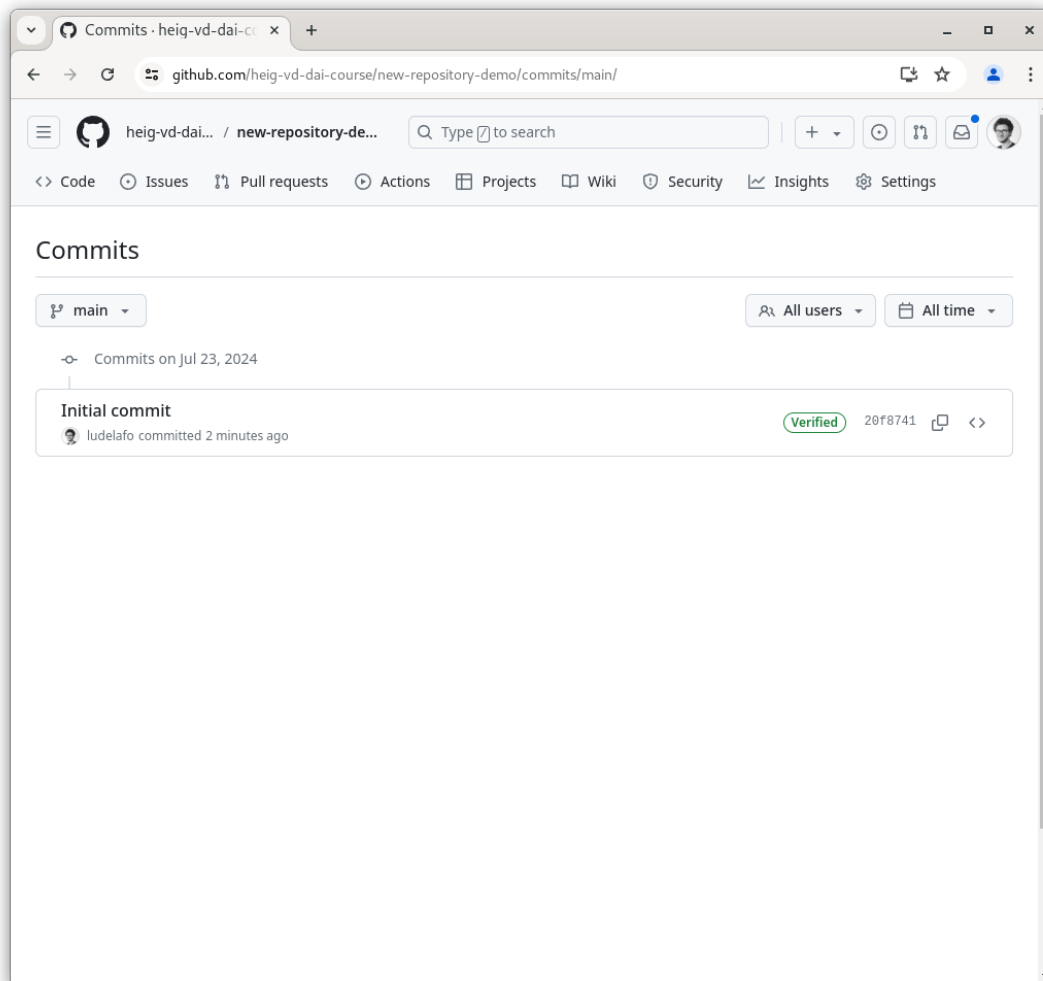 Commits · heig-vd-dai-co
github.com/heig-vd-dai-course/new-repository-demo/commits/main/
heig-vd-dai... / new-repository-de... Type / to search
Code Issues Pull requests Actions Projects Wiki Security Insights Settings
Commits
main All users All time
Commits on Jul 23, 2024
Initial commit
ludelafo committed 2 minutes ago Verified 20f8741